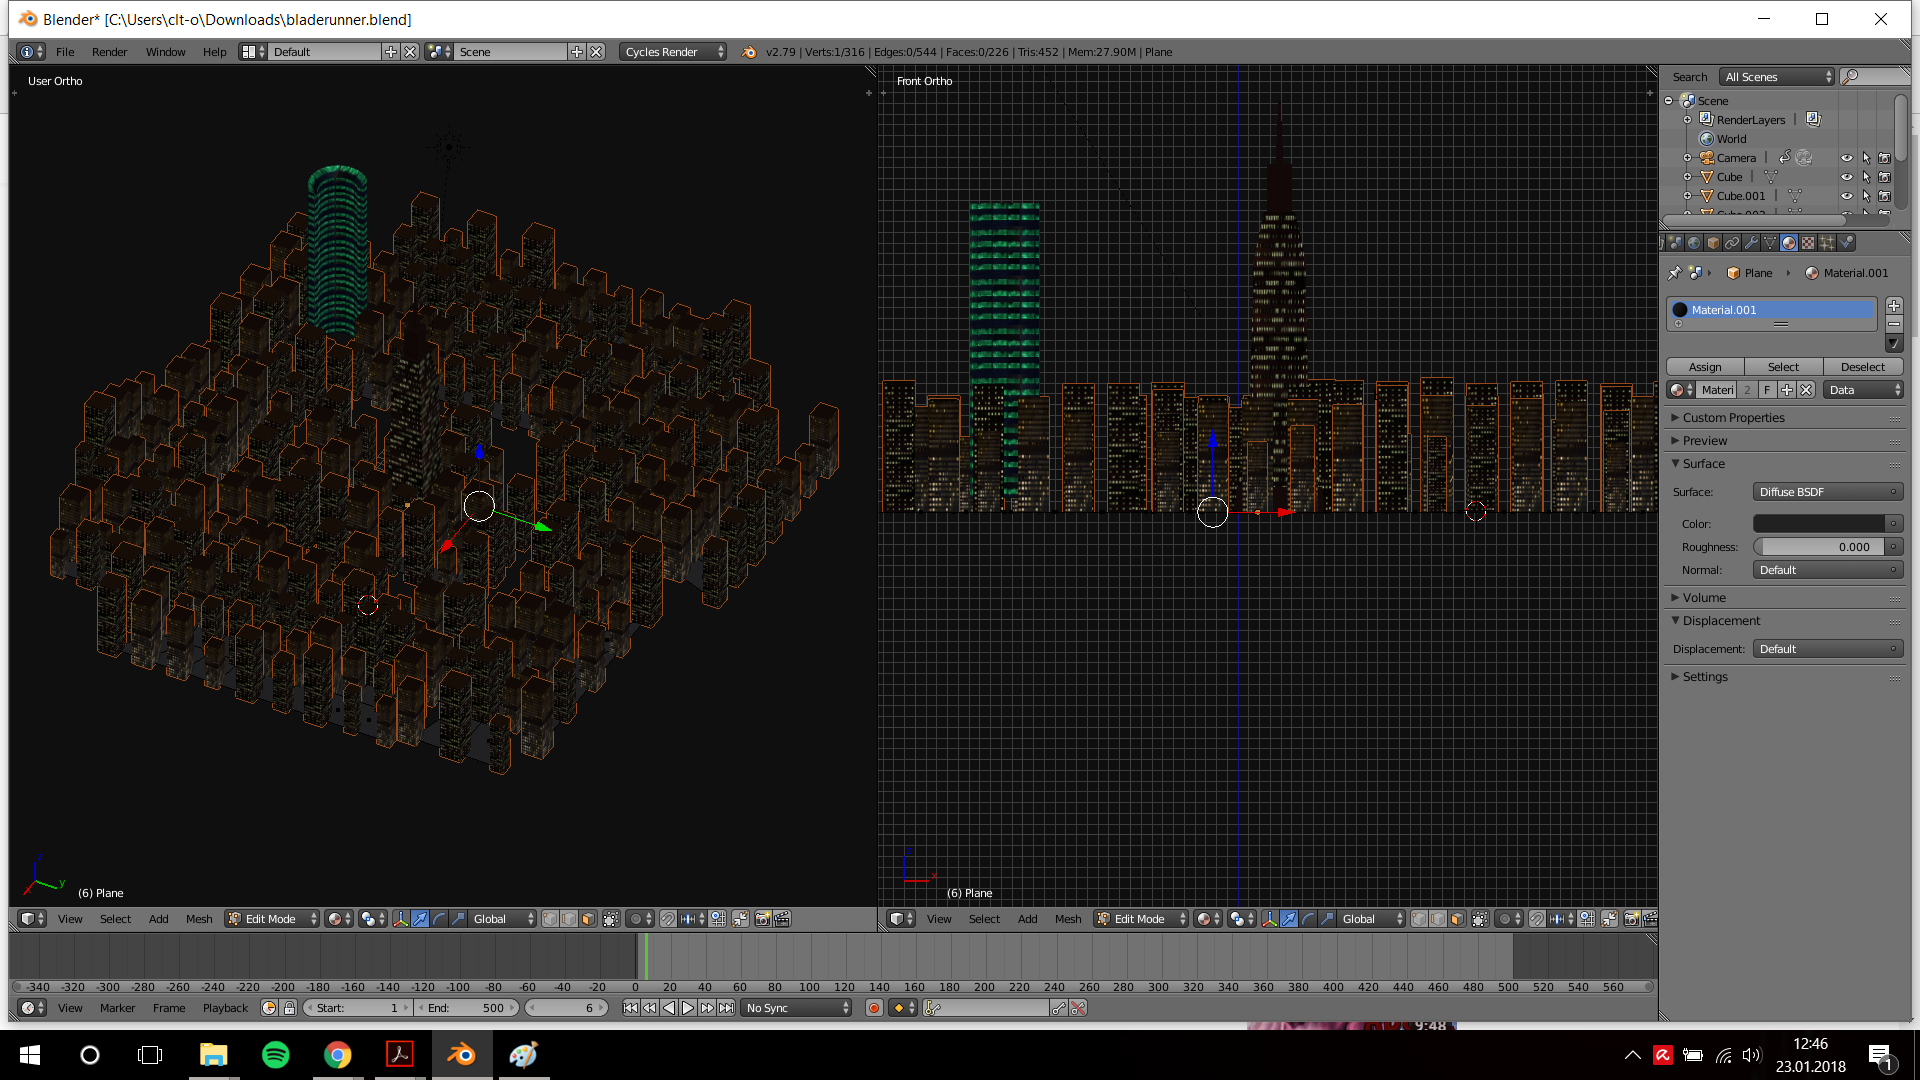 Blender* [C:\Users\clt-o\Downloads\bladerunner.blend]
File Render Window Help Default Scene Cycles Render v2.79 | Verts:1/316 | Edges:0/544 | Faces:0/226 | Tris:452 | Mem:27.90M | Plane
User Ortho
Front Ortho
Search All Scenes
Scene
RenderLayers
World
Camera
Cube
Cube.001
Plane Material.001
Material.001
Assign Select Deselect
Materi 2 F Data
Custom Properties
Preview
Surface
Surface: Diffuse BSDF
Color:
Roughness: 0.000
Normal: Default
Volume
Displacement
Displacement: Default
Settings
z
y
x
(6) Plane
x
(6) Plane
View Select Add Mesh Edit Mode Global
View Select Add Mesh Edit Mode Global
-340 -320 -300 -280 -260 -240 -220 -200 -180 -160 -140 -120 -100 -80 -60 -40 -20 0 20 40 60 80 100 120 140 160 180 200 220 240 260 280 300 320 340 360 380 400 420 440 460 480 500 520 540 560
View Marker Frame Playback Start: 1 End: 500 6 No Sync
9:48
12:46
23.01.2018
1